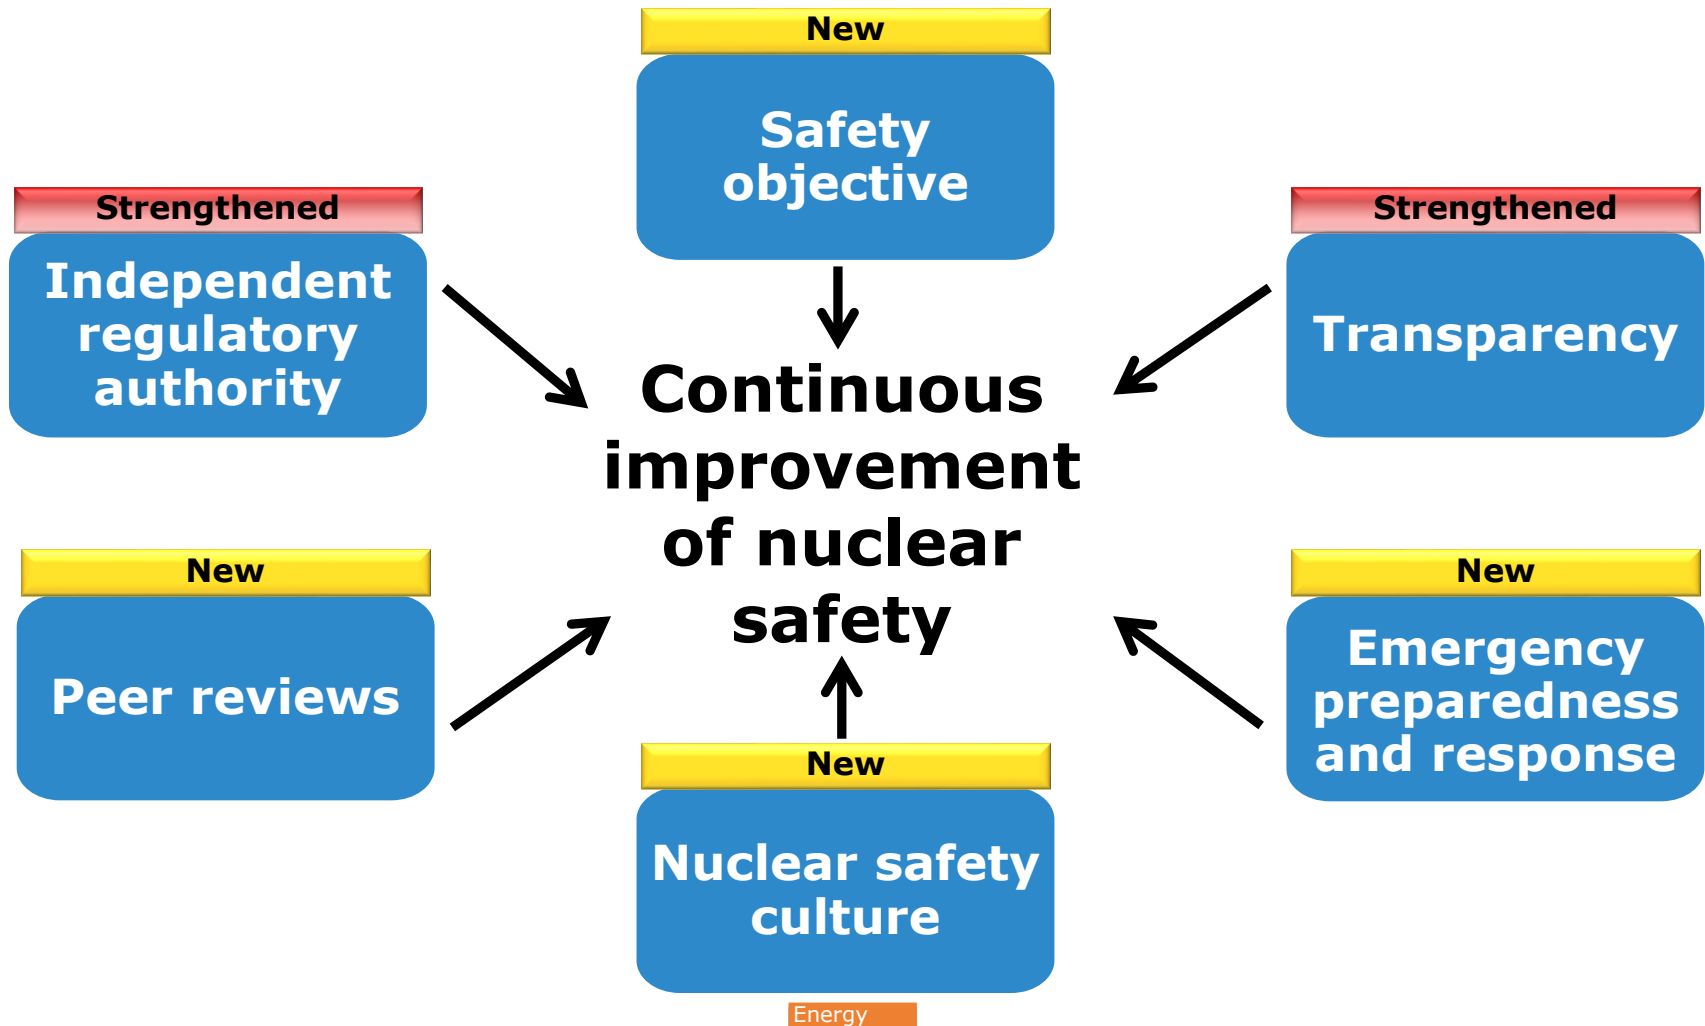 New
Safety
objective
Strengthened
Independent
regulatory
authority
Strengthened
Transparency
Continuous
improvement
of nuclear
safety
New
Peer reviews
New
Emergency
preparedness
and response
New
Nuclear safety
culture
Energy